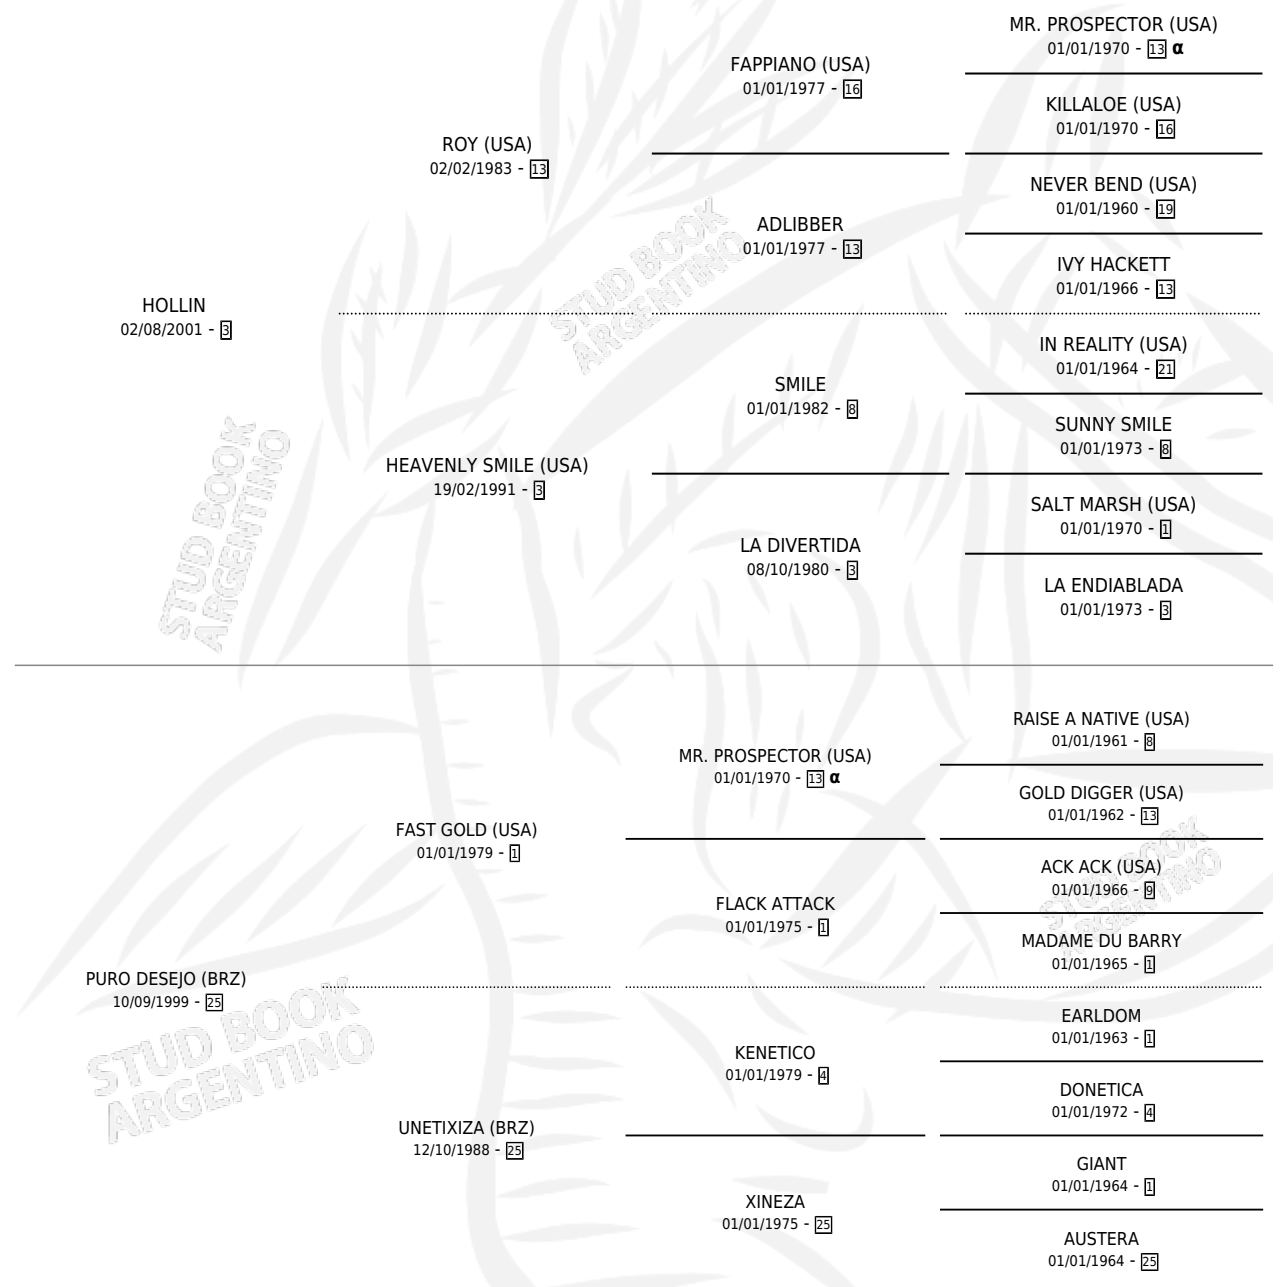 MR. PROSPECTOR (USA)
01/01/1970 - 13 α
FAPPIANO (USA)
01/01/1977 - 16
KILLALOE (USA)
01/01/1970 - 16
ROY (USA)
02/02/1983 - 13
NEVER BEND (USA)
01/01/1960 - 19
ADLIBBER
01/01/1977 - 13
IVY HACKETT
01/01/1966 - 13
HOLLIN
02/08/2001 - 3
IN REALITY (USA)
01/01/1964 - 21
SMILE
01/01/1982 - 8
SUNNY SMILE
01/01/1973 - 8
HEAVENLY SMILE (USA)
19/02/1991 - 3
SALT MARSH (USA)
01/01/1970 - 1
LA DIVERTIDA
08/10/1980 - 3
LA ENDIABLADA
01/01/1973 - 3
RAISE A NATIVE (USA)
01/01/1961 - 8
MR. PROSPECTOR (USA)
01/01/1970 - 13 α
GOLD DIGGER (USA)
01/01/1962 - 13
FAST GOLD (USA)
01/01/1979 - 1
ACK ACK (USA)
01/01/1966 - 9
FLACK ATTACK
01/01/1975 - 1
MADAME DU BARRY
01/01/1965 - 1
PURO DESEJO (BRZ)
10/09/1999 - 25
EARLDOM
01/01/1963 - 1
KENETICO
01/01/1979 - 4
DONETICA
01/01/1972 - 4
UNETIXIZA (BRZ)
12/10/1988 - 25
GIANT
01/01/1964 - 1
XINEZA
01/01/1975 - 25
AUSTERA
01/01/1964 - 25
STUD BOOK
ARGENTINO
STUD BOOK
ARGENTINO
STUD BOOK
ARGENTINO
STUD BOOK
ARGENTINO